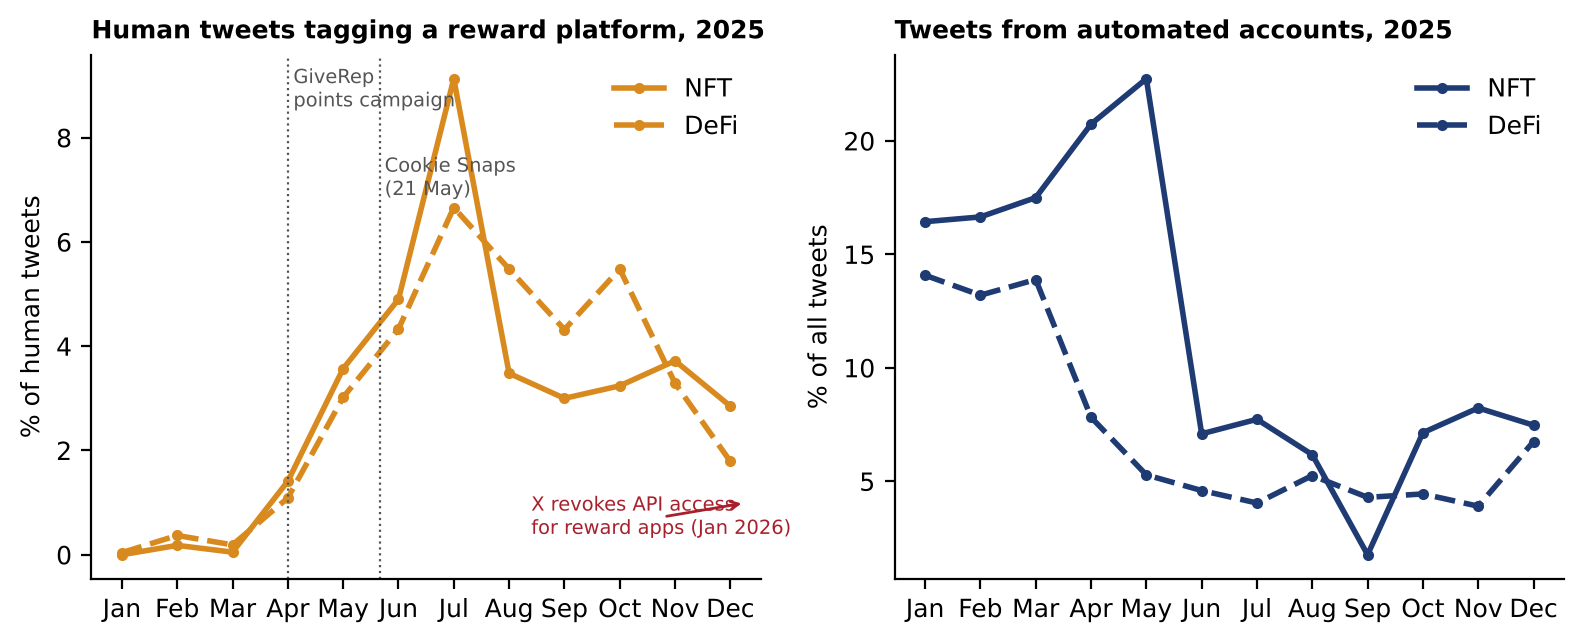 Human tweets tagging a reward platform, 2025
% of human tweets
8
6
4
2
0
GiveRep
points campaign
Cookie Snaps
(21 May)
NFT
DeFi
X revokes API access
for reward apps (Jan 2026)
Jan Feb Mar Apr May Jun Jul Aug Sep Oct Nov Dec
Tweets from automated accounts, 2025
% of all tweets
20
15
10
5
NFT
DeFi
Jan Feb Mar Apr May Jun Jul Aug Sep Oct Nov Dec